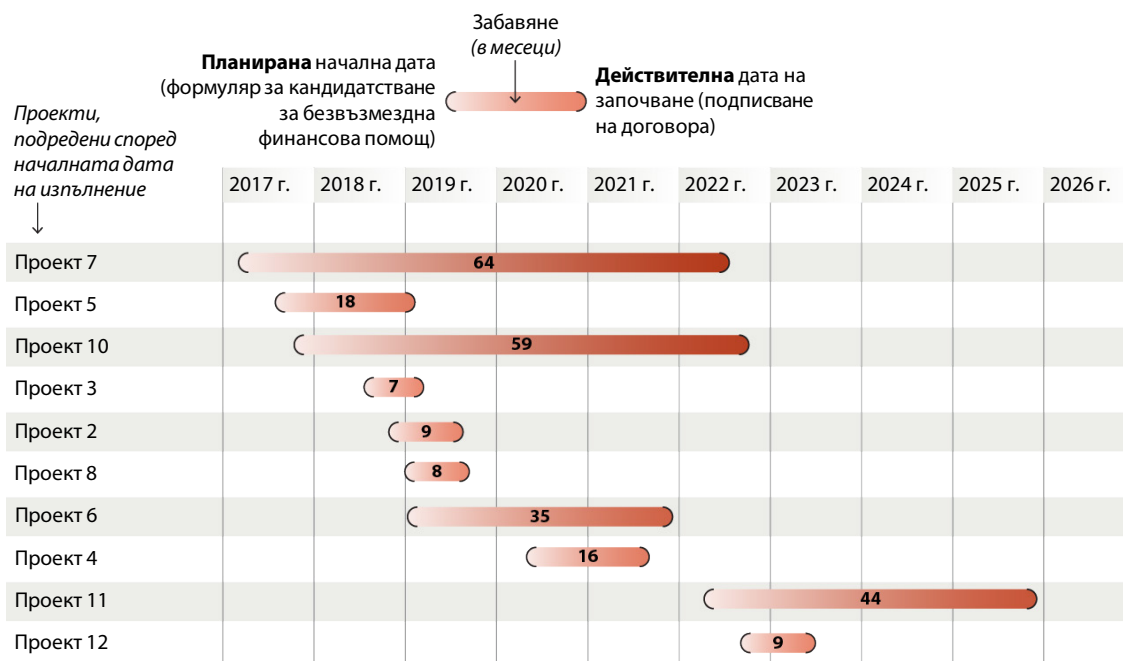 Забавяне
(в месеци)
Планирана начална дата
(формуляр за кандидатстване
за безвъзмездна
финансова помощ)
Действителна дата на
започване (подписване
на договора)
Проекти,
подредени според
началната дата
на изпълнение
2017 г. 2018 г. 2019 г. 2020 г. 2021 г. 2022 г. 2023 г. 2024 г. 2025 г. 2026 г.
Проект 7 64
Проект 5 18
Проект 10 59
Проект 3 7
Проект 2 9
Проект 8 8
Проект 6 35
Проект 4 16
Проект 11 44
Проект 12 9